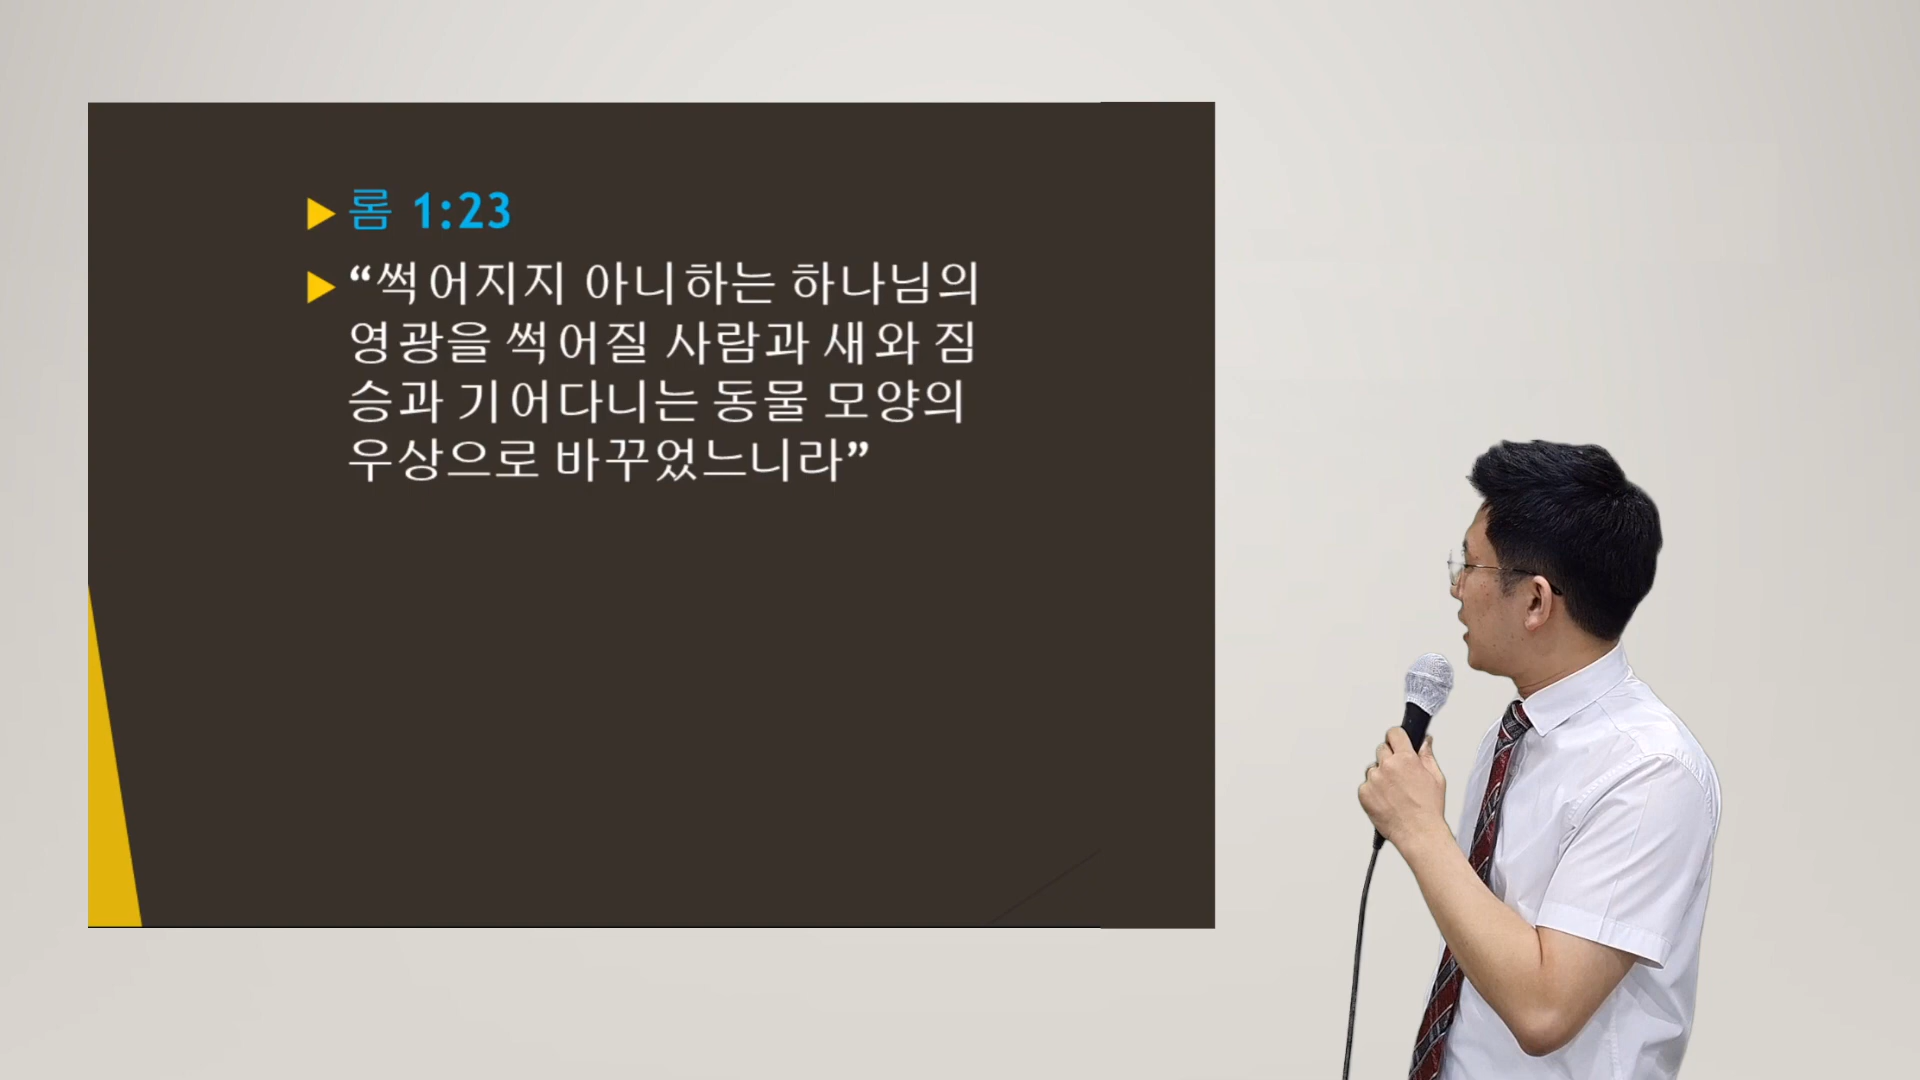 롬 1:23
“썩어지지 아니하는 하나님의
영광을 썩어질 사람과 새와 짐
승과 기어다니는 동물 모양의
우상으로 바꾸었느니라”